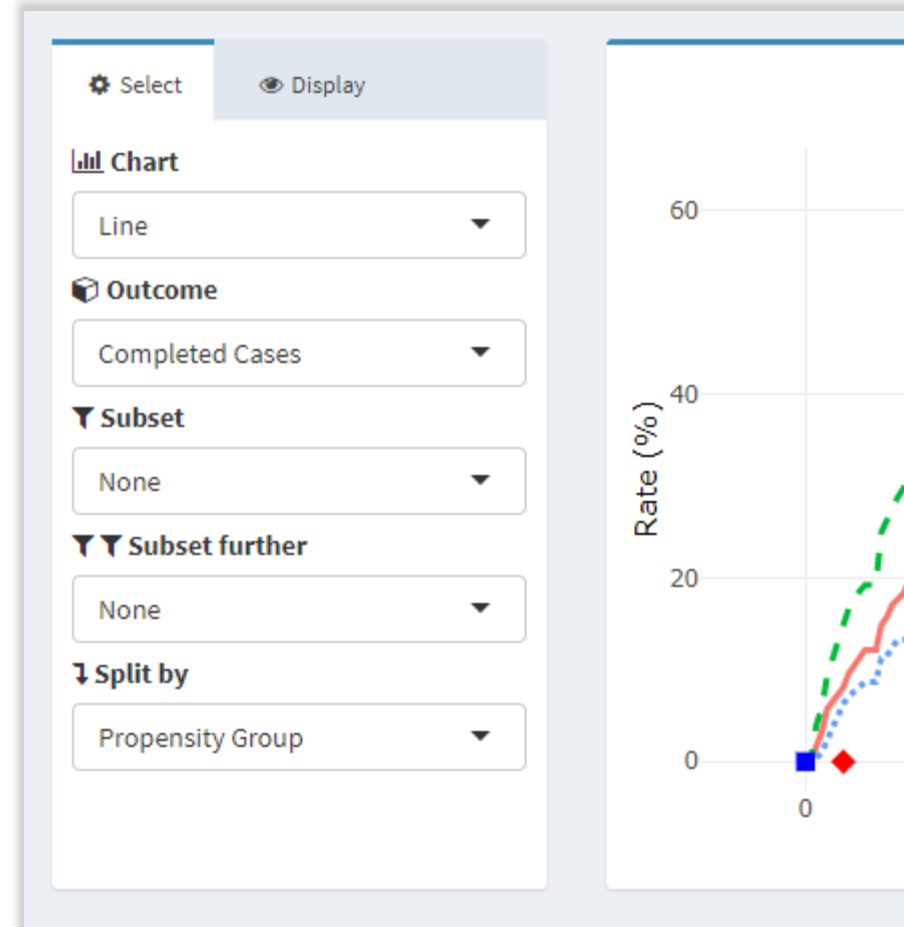 Select
Display
Chart
Line
Outcome
Completed Cases
Subset
None
Subset further
None
Split by
Propensity Group
60
40
20
0
Rate (%)
0